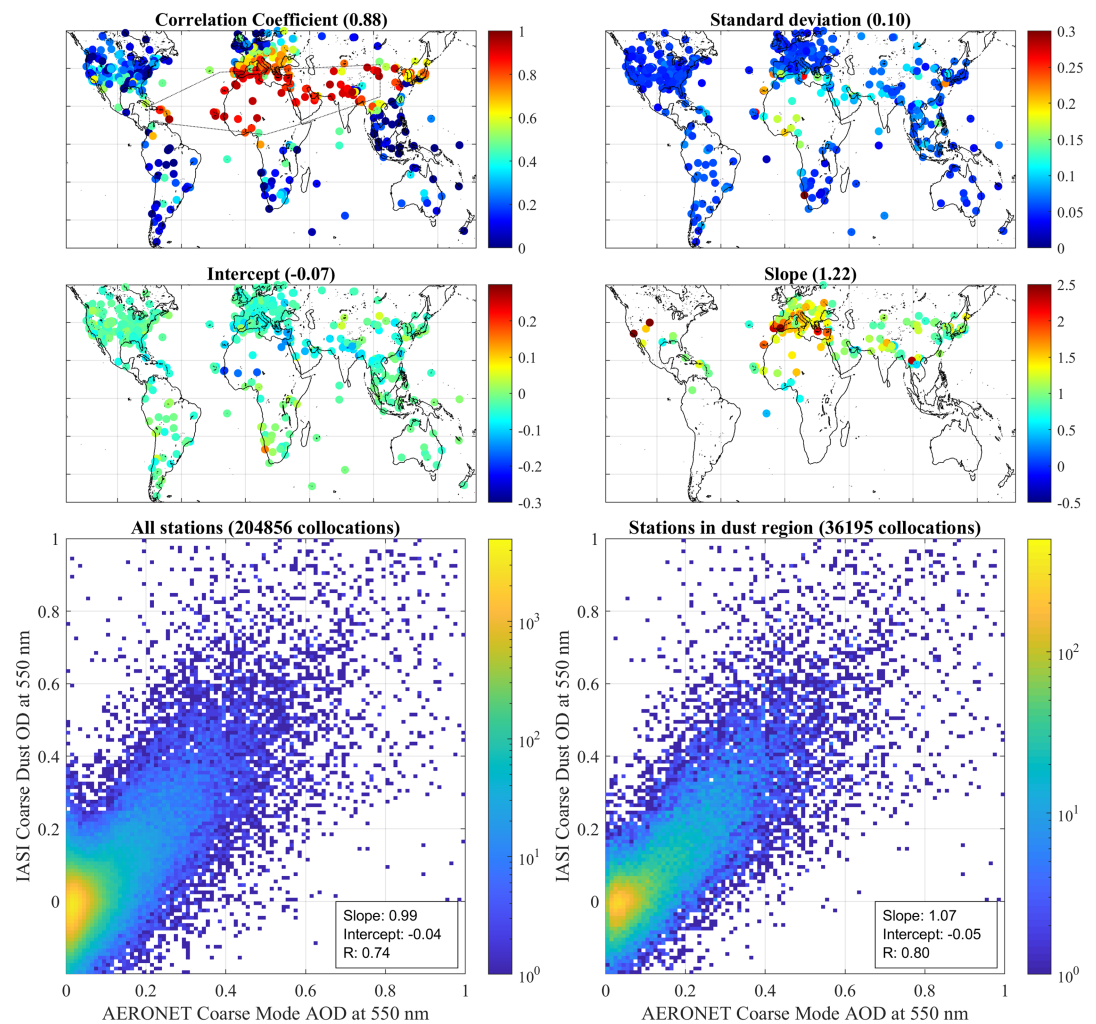 Correlation Coefficient (0.88)
1
0.8
0.6
0.4
0.2
0
Standard deviation (0.10)
0.3
0.25
0.2
0.15
0.1
0.05
0
Intercept (-0.07)
0.2
0.1
0
-0.1
-0.2
-0.3
Slope (1.22)
2.5
2
1.5
1
0.5
0
-0.5
All stations (204856 collocations)
IASI Coarse Dust OD at 550 nm
1
0.8
0.6
0.4
0.2
0
Slope: 0.99
Intercept: -0.04
R: 0.74
0 0.2 0.4 0.6 0.8 1
AERONET Coarse Mode AOD at 550 nm
10³
10²
10¹
10⁰
Stations in dust region (36195 collocations)
IASI Coarse Dust OD at 550 nm
1
0.8
0.6
0.4
0.2
0
Slope: 1.07
Intercept: -0.05
R: 0.80
0 0.2 0.4 0.6 0.8 1
AERONET Coarse Mode AOD at 550 nm
10²
10¹
10⁰